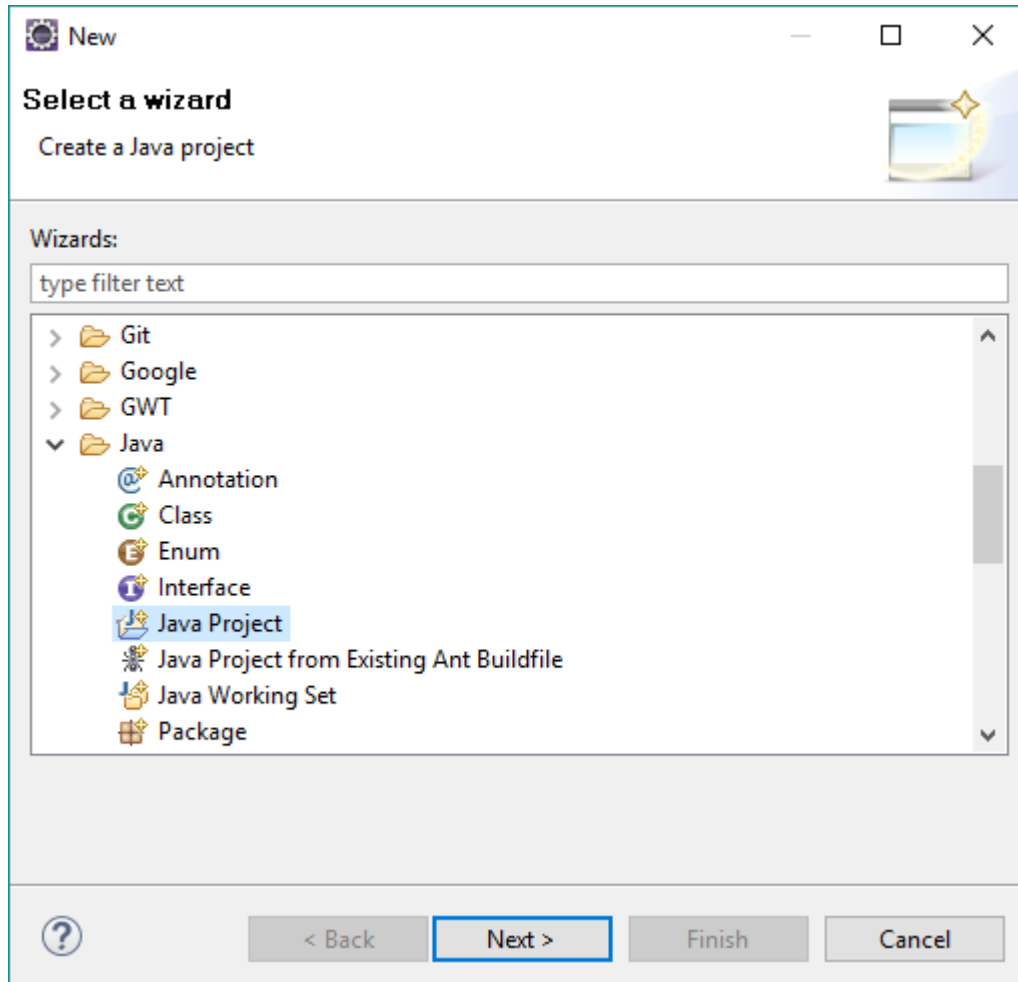 New
Select a wizard
Create a Java project
Wizards:
type filter text
Git
Google
GWT
Java
Annotation
Class
Enum
Interface
Java Project
Java Project from Existing Ant Buildfile
Java Working Set
Package
< Back Next > Finish Cancel